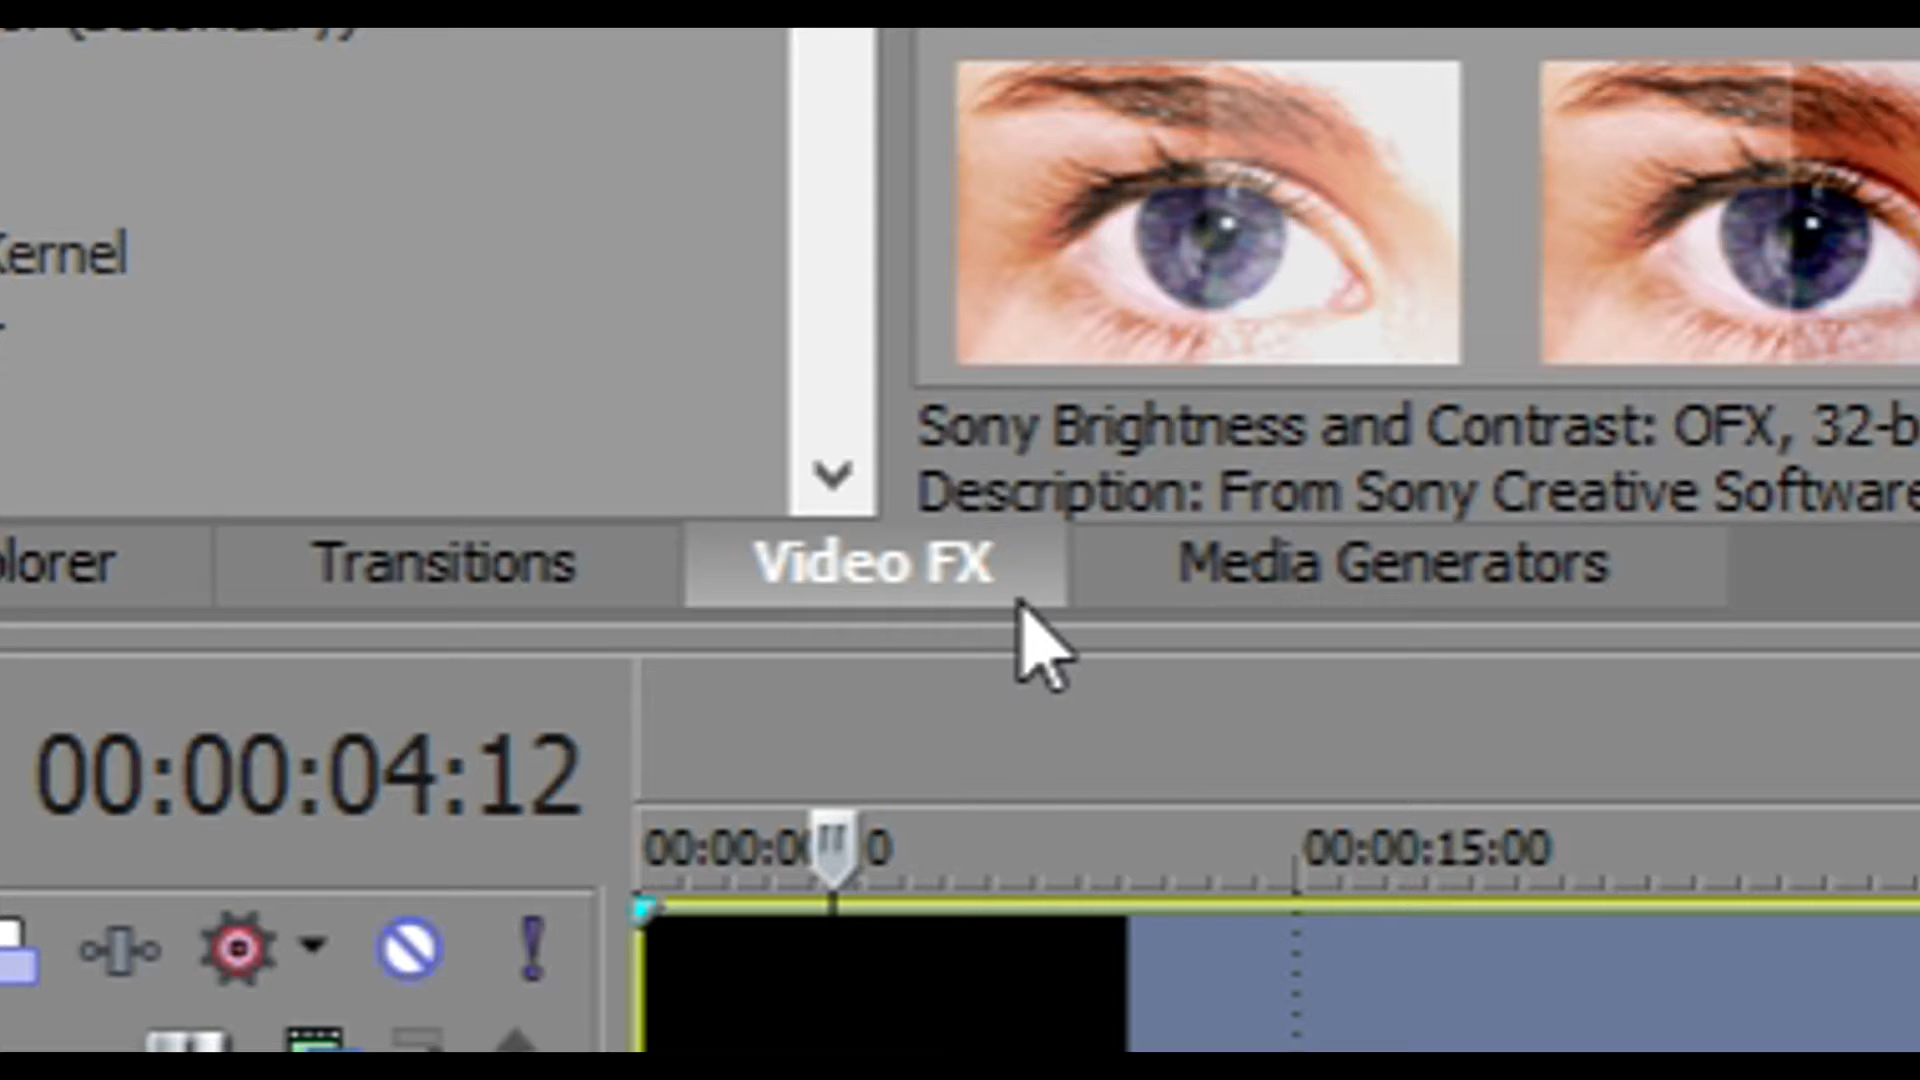 Kernel
Sony Brightness and Contrast: OFX, 32-b
Description: From Sony Creative Software
plorer
Transitions
Video FX
Media Generators
00:00:04:12
00:00:15:00